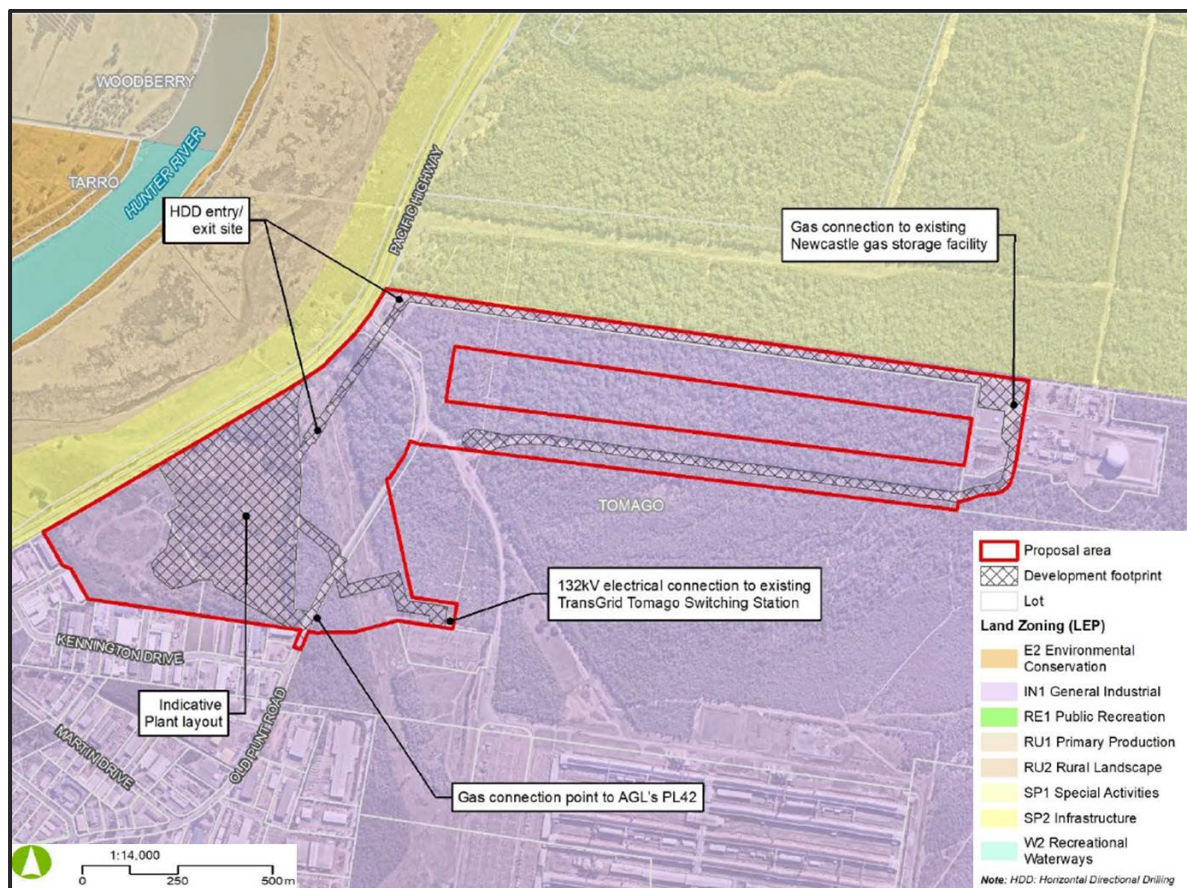 WOODBERRY
TARRO
HUNTER RIVER
PACIFIC HIGHWAY
HDD entry/
exit site
Gas connection to existing
Newcastle gas storage facility
TOMAGO
132kV electrical connection to existing
TransGrid Tomago Switching Station
KENNINGTON DRIVE
Indicative
Plant layout
MARTIN DRIVE
OLD PUNT ROAD
Gas connection point to AGL's PL42
1:14,000
0 250 500 m
Proposal area
Development footprint
Lot
Land Zoning (LEP)
E2 Environmental
Conservation
IN1 General Industrial
RE1 Public Recreation
RU1 Primary Production
RU2 Rural Landscape
SP1 Special Activities
SP2 Infrastructure
W2 Recreational
Waterways
Note: HDD: Horizontal Directional Drilling